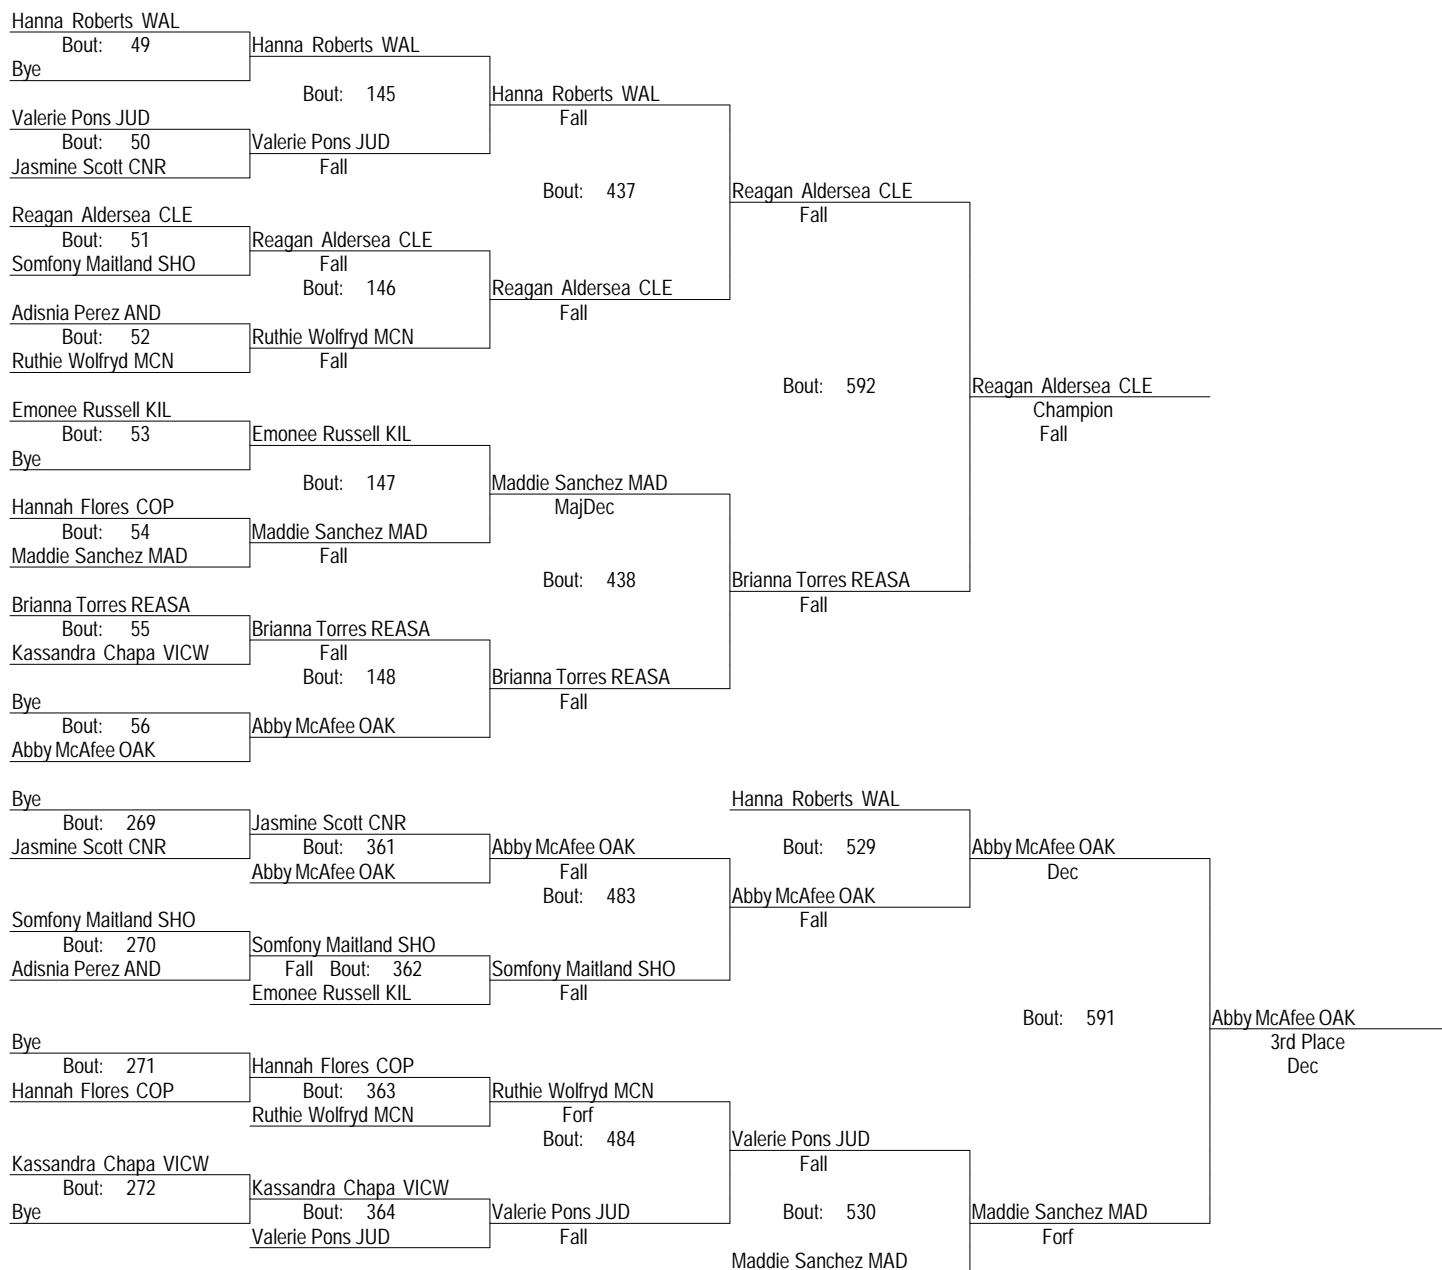 Hanna Roberts WAL
Bout: 49
Hanna Roberts WAL
Bye
Bout: 145
Hanna Roberts WAL
Fall
Valerie Pons JUD
Bout: 50
Valerie Pons JUD
Jasmine Scott CNR
Fall
Bout: 437
Reagan Aldersea CLE
Fall
Reagan Aldersea CLE
Bout: 51
Reagan Aldersea CLE
Somfony Maitland SHO
Fall
Bout: 146
Reagan Aldersea CLE
Fall
Adisnia Perez AND
Bout: 52
Ruthie Wolfryd MCN
Ruthie Wolfryd MCN
Fall
Bout: 592
Reagan Aldersea CLE
Champion
Fall
Emonee Russell KIL
Bout: 53
Emonee Russell KIL
Bye
Bout: 147
Maddie Sanchez MAD
MajDec
Hannah Flores COP
Bout: 54
Maddie Sanchez MAD
Maddie Sanchez MAD
Fall
Bout: 438
Brianna Torres REASA
Fall
Brianna Torres REASA
Bout: 55
Brianna Torres REASA
Kassandra Chapa VICW
Fall
Bout: 148
Brianna Torres REASA
Fall
Bye
Bout: 56
Abby McAfee OAK
Abby McAfee OAK
Bye
Hanna Roberts WAL
Bout: 269
Jasmine Scott CNR
Jasmine Scott CNR
Bout: 361
Abby McAfee OAK
Bout: 529
Abby McAfee OAK
Abby McAfee OAK
Fall
Dec
Bout: 483
Abby McAfee OAK
Fall
Somfony Maitland SHO
Bout: 270
Somfony Maitland SHO
Adisnia Perez AND
Fall Bout: 362
Somfony Maitland SHO
Emonee Russell KIL
Fall
Bout: 591
Abby McAfee OAK
3rd Place
Dec
Bye
Bout: 271
Hannah Flores COP
Hannah Flores COP
Bout: 363
Ruthie Wolfryd MCN
Ruthie Wolfryd MCN
Forf
Bout: 484
Valerie Pons JUD
Fall
Kassandra Chapa VICW
Bout: 272
Kassandra Chapa VICW
Bye
Bout: 364
Valerie Pons JUD
Bout: 530
Maddie Sanchez MAD
Valerie Pons JUD
Fall
Forf
Maddie Sanchez MAD